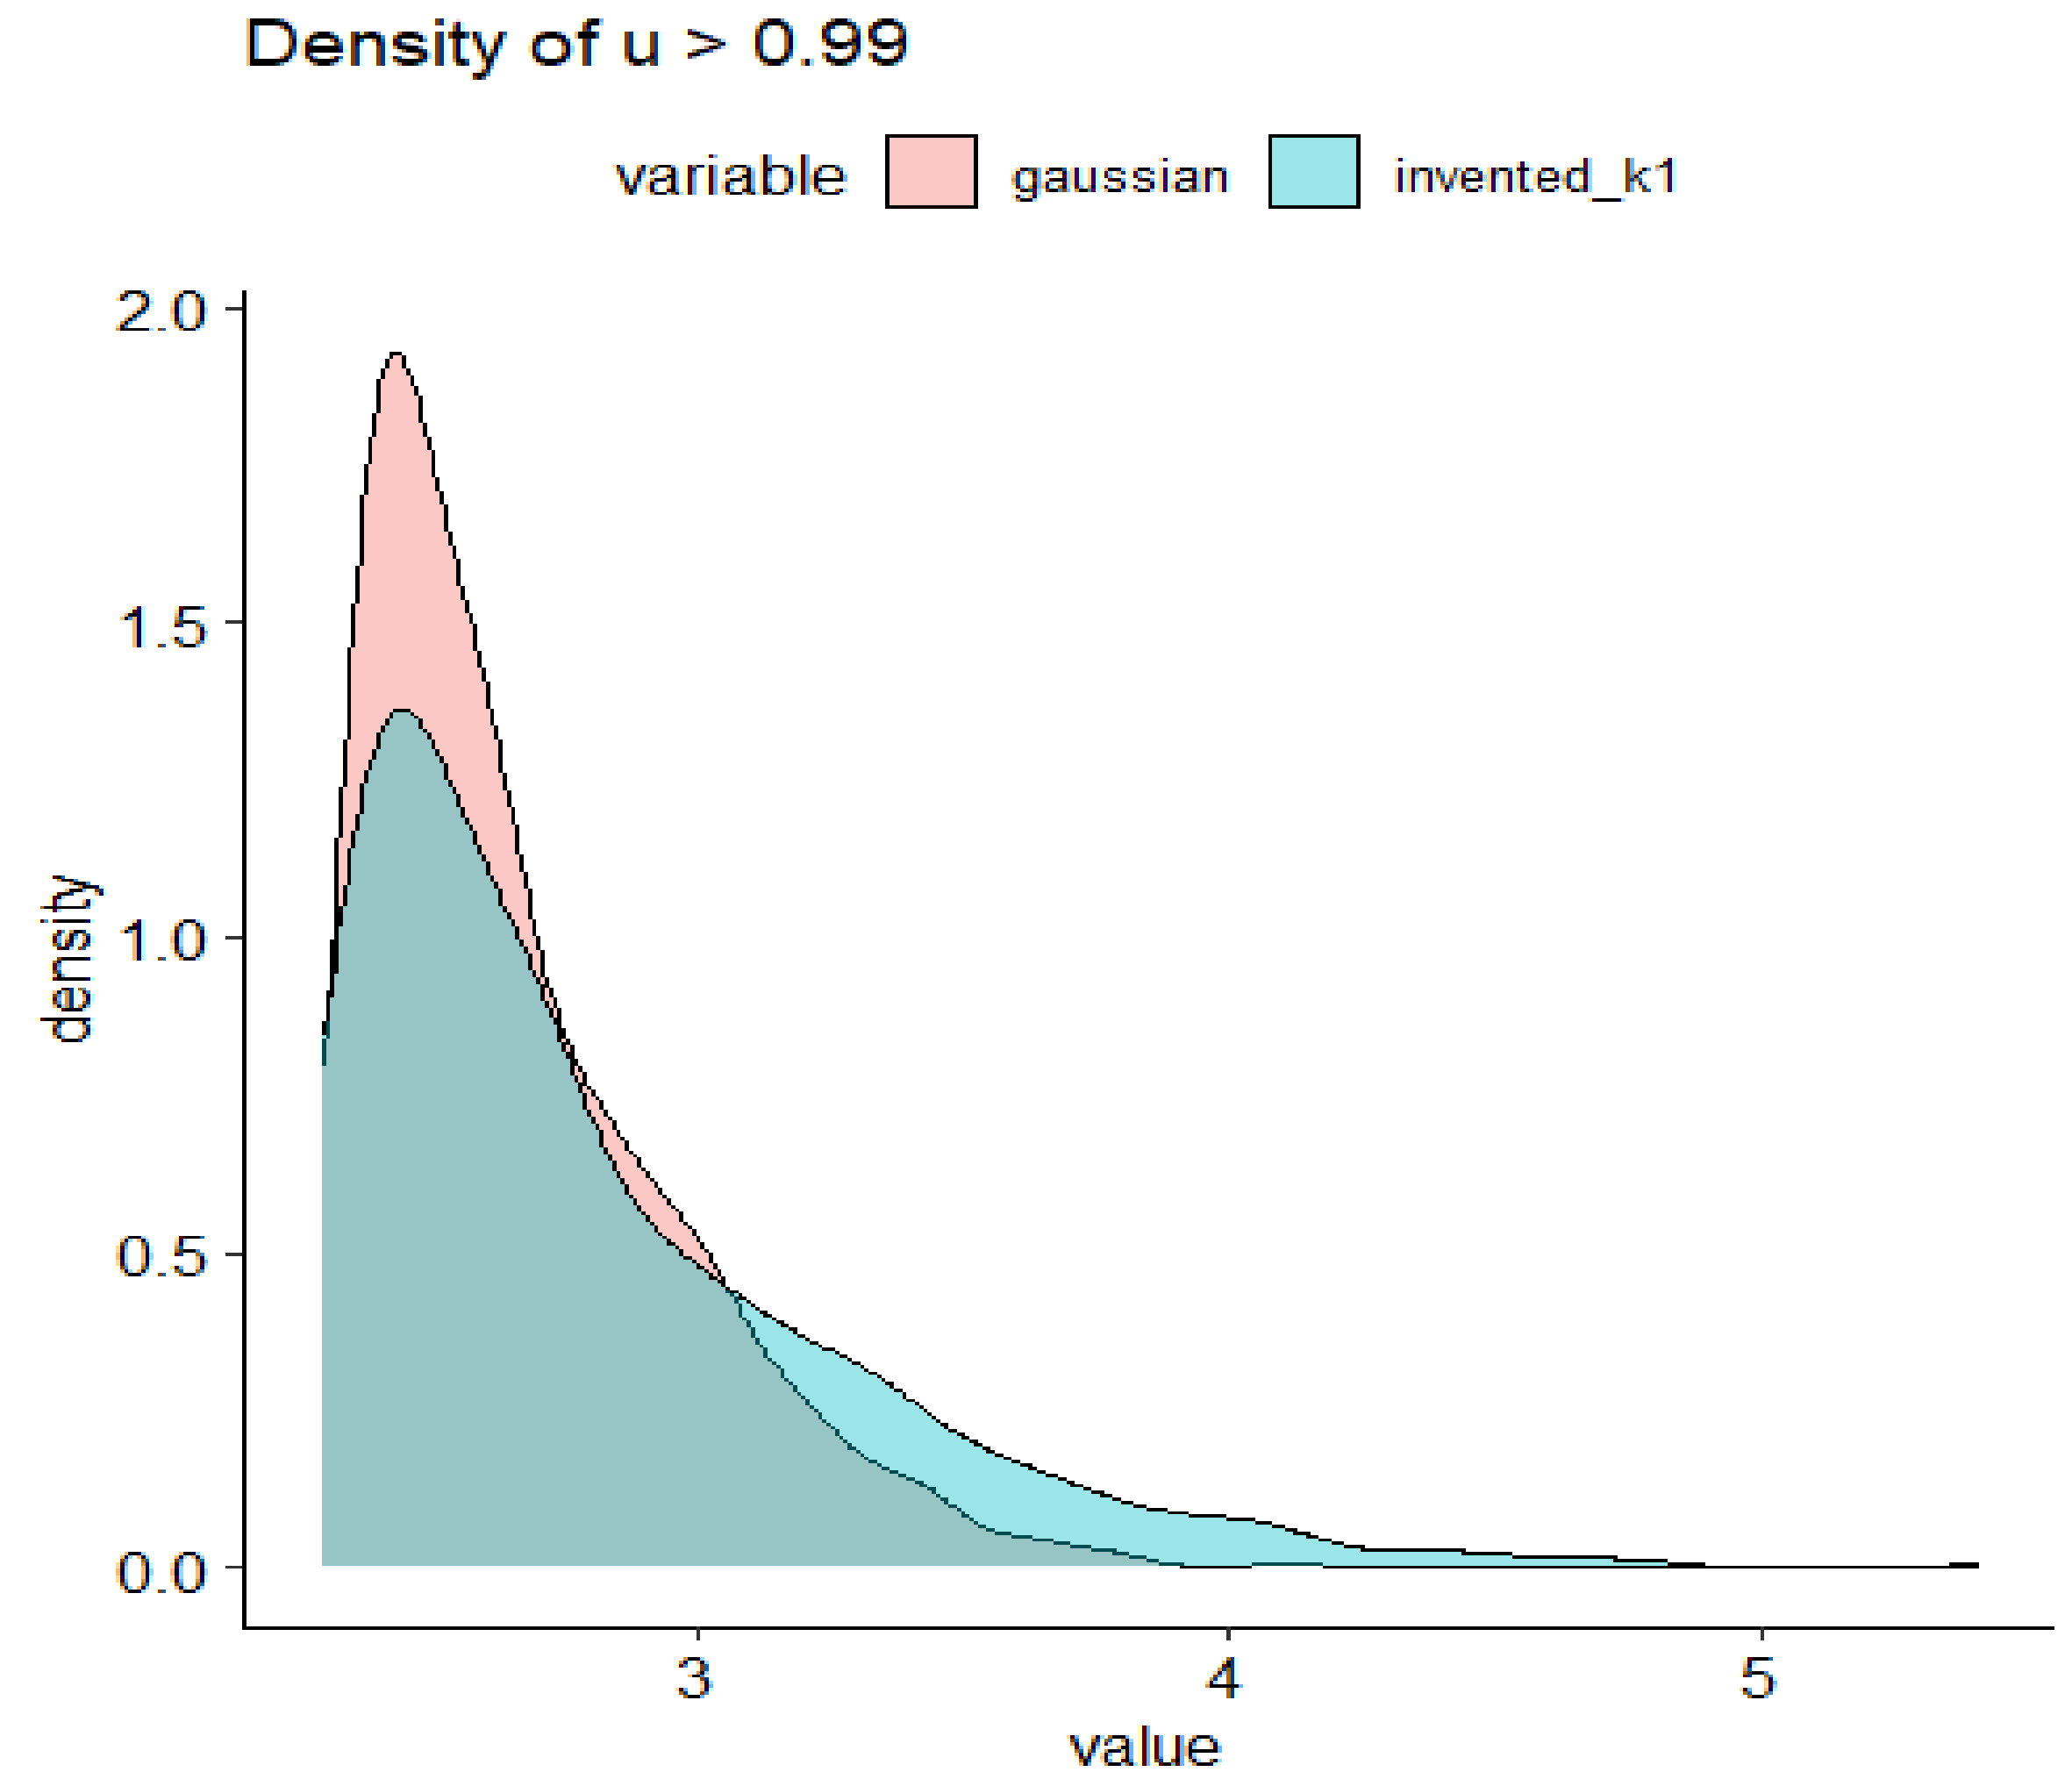 Density of u > 0.99
variable gaussian invented_k1
2.0
1.5
1.0
0.5
0.0
density
3 4 5
value